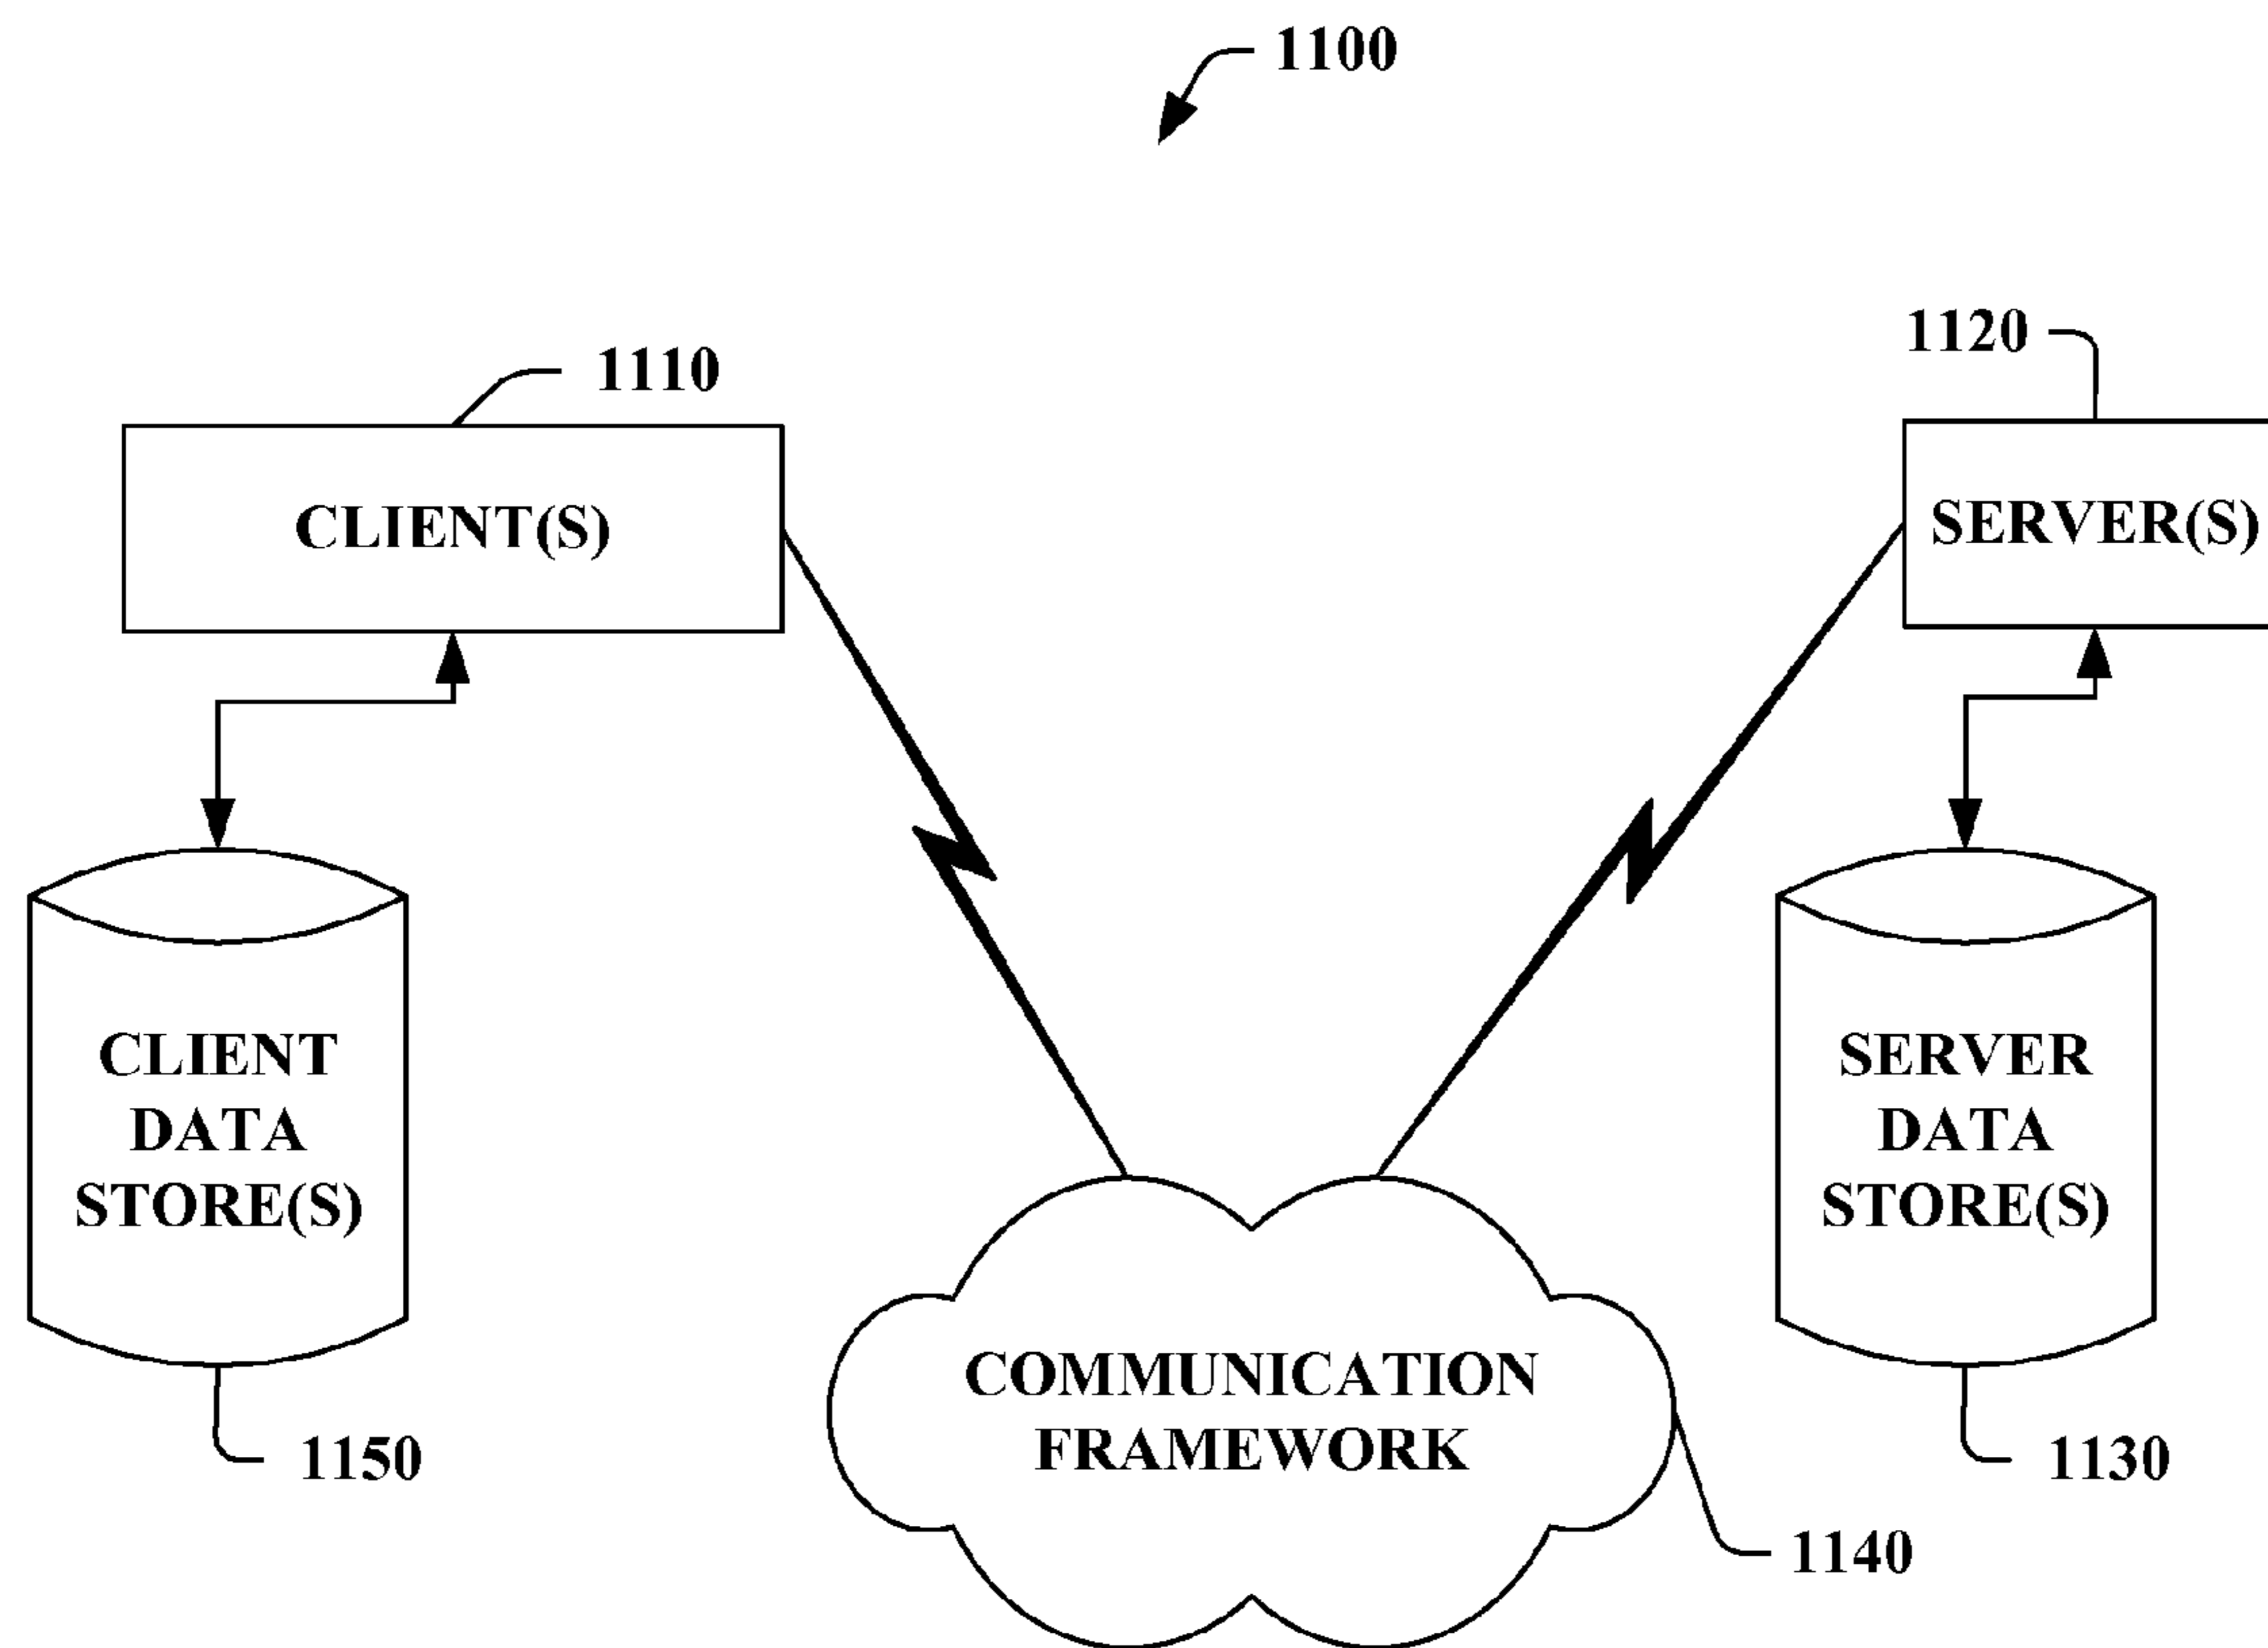 1100
1110
1120
CLIENT(S)
SERVER(S)
CLIENT
DATA
STORE(S)
SERVER
DATA
STORE(S)
COMMUNICATION
FRAMEWORK
1150
1130
1140